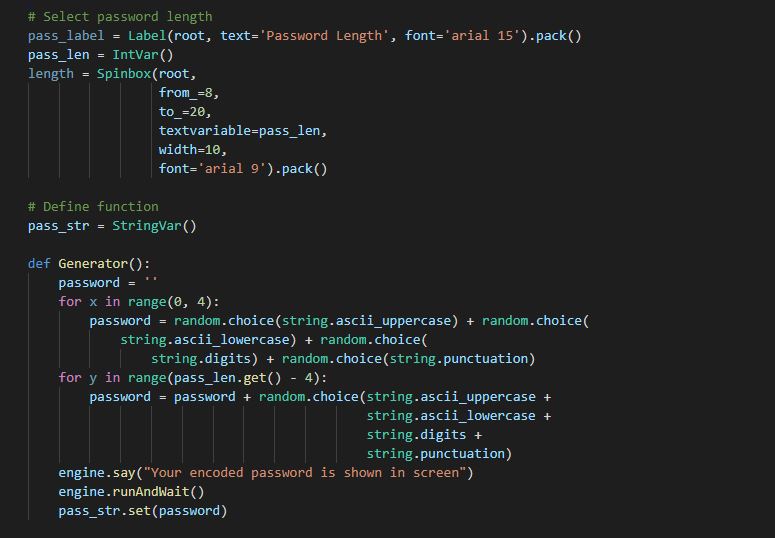 # Select password length
pass_label = Label(root, text='Password Length', font='arial 15').pack()
pass_len = IntVar()
length = Spinbox(root,
                 from_=8,
                 to_=20,
                 textvariable=pass_len,
                 width=10,
                 font='arial 9').pack()

# Define function
pass_str = StringVar()

def Generator():
    password = ''
    for x in range(0, 4):
        password = random.choice(string.ascii_uppercase) + random.choice(
            string.ascii_lowercase) + random.choice(
                string.digits) + random.choice(string.punctuation)
    for y in range(pass_len.get() - 4):
        password = password + random.choice(string.ascii_uppercase +
                                            string.ascii_lowercase +
                                            string.digits +
                                            string.punctuation)
    engine.say("Your encoded password is shown in screen")
    engine.runAndWait()
    pass_str.set(password)